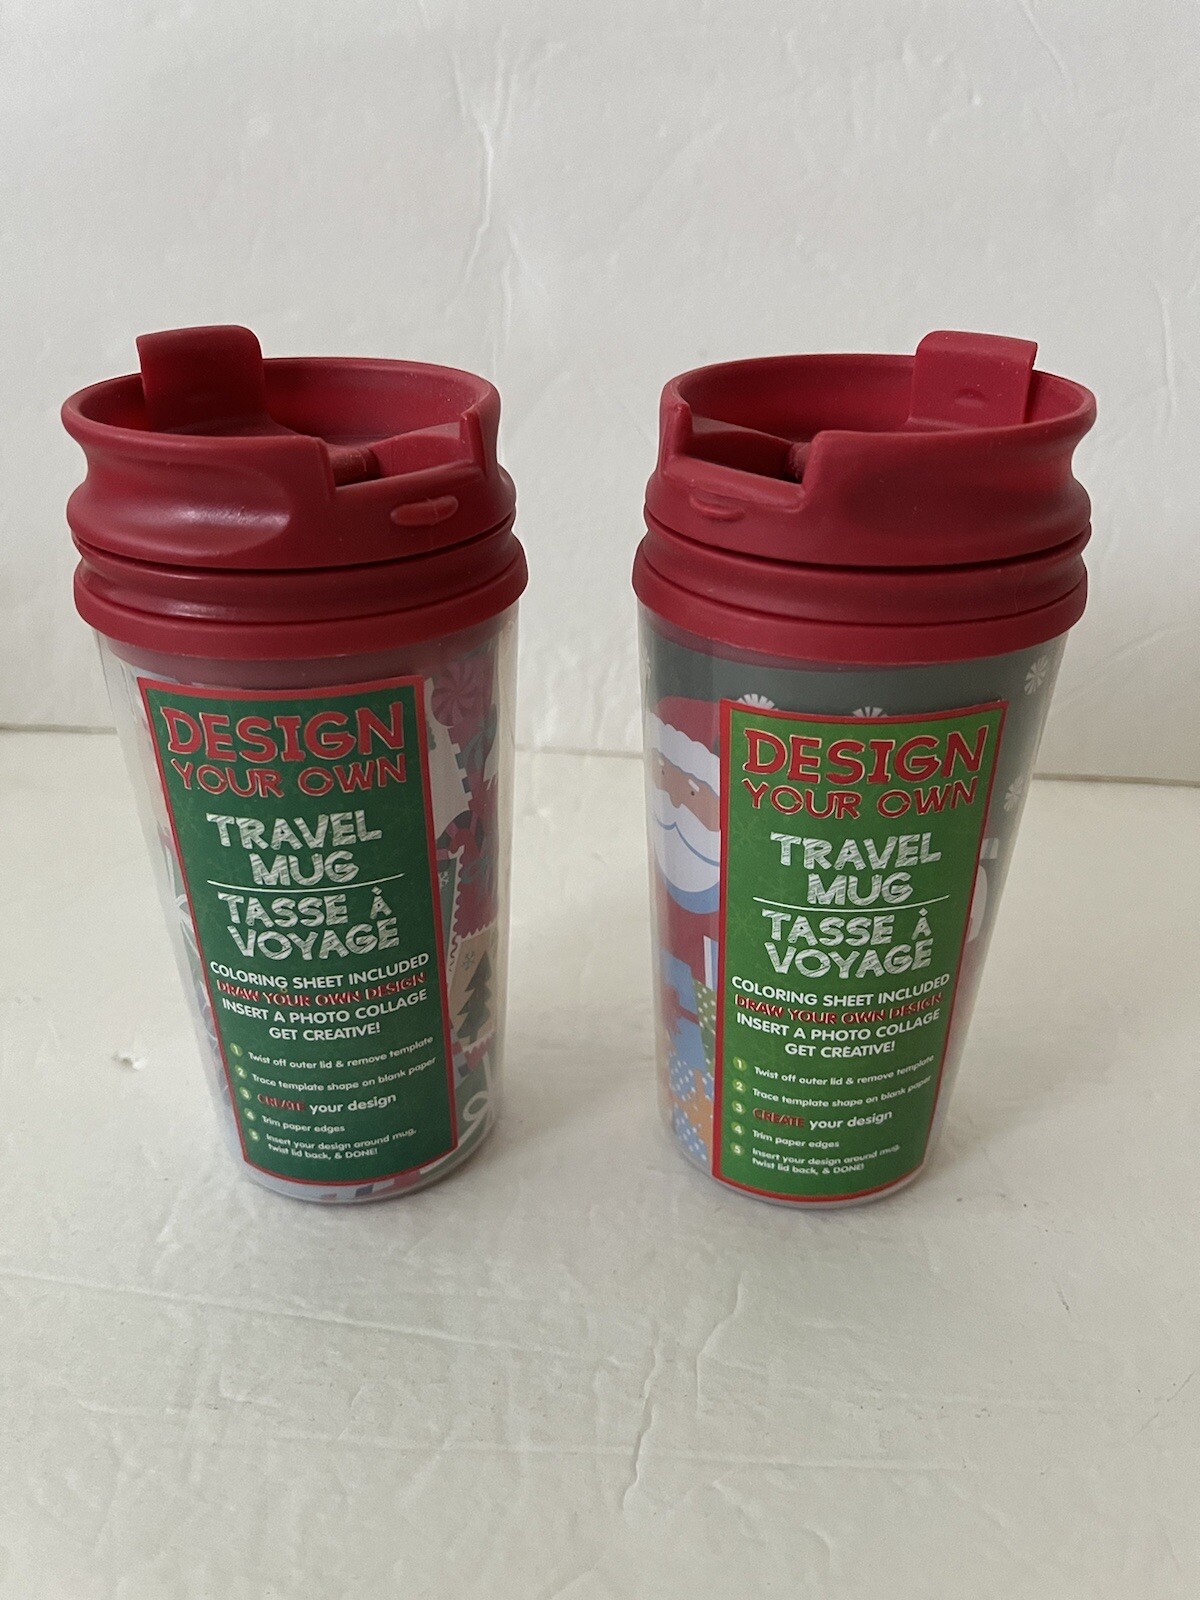 DESIGN
YOUR OWN
TRAVEL
MUG
TASSE À
VOYAGE
COLORING SHEET INCLUDED
DRAW YOUR OWN DESIGN
INSERT A PHOTO COLLAGE
GET CREATIVE!
1 Twist off outer lid & remove template
2 Trace template shape on blank paper
3 CREATE your design
4 Trim paper edges
5 Insert your design around mug,
twist lid back, & DONE!
DESIGN
YOUR OWN
TRAVEL
MUG
TASSE À
VOYAGE
COLORING SHEET INCLUDED
DRAW YOUR OWN DESIGN
INSERT A PHOTO COLLAGE
GET CREATIVE!
1 Twist off outer lid & remove template
2 Trace template shape on blank paper
3 CREATE your design
4 Trim paper edges
5 Insert your design around mug,
twist lid back, & DONE!